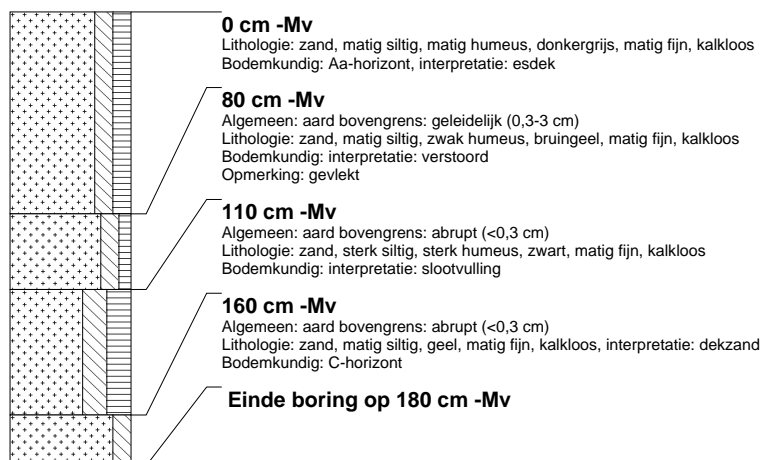 0 cm -Mv
Lithologie: zand, matig siltig, matig humeus, donkergrijs, matig fijn, kalkloos
Bodemkundig: Aa-horizont, interpretatie: esdek
80 cm -Mv
Algemeen: aard bovengrens: geleidelijk (0,3-3 cm)
Lithologie: zand, matig siltig, zwak humeus, bruingeel, matig fijn, kalkloos
Bodemkundig: interpretatie: verstoord
Opmerking: gevlekt
110 cm -Mv
Algemeen: aard bovengrens: abrupt (<0,3 cm)
Lithologie: zand, sterk siltig, sterk humeus, zwart, matig fijn, kalkloos
Bodemkundig: interpretatie: slootvulling
160 cm -Mv
Algemeen: aard bovengrens: abrupt (<0,3 cm)
Lithologie: zand, matig siltig, geel, matig fijn, kalkloos, interpretatie: dekzand
Bodemkundig: C-horizont
Einde boring op 180 cm -Mv